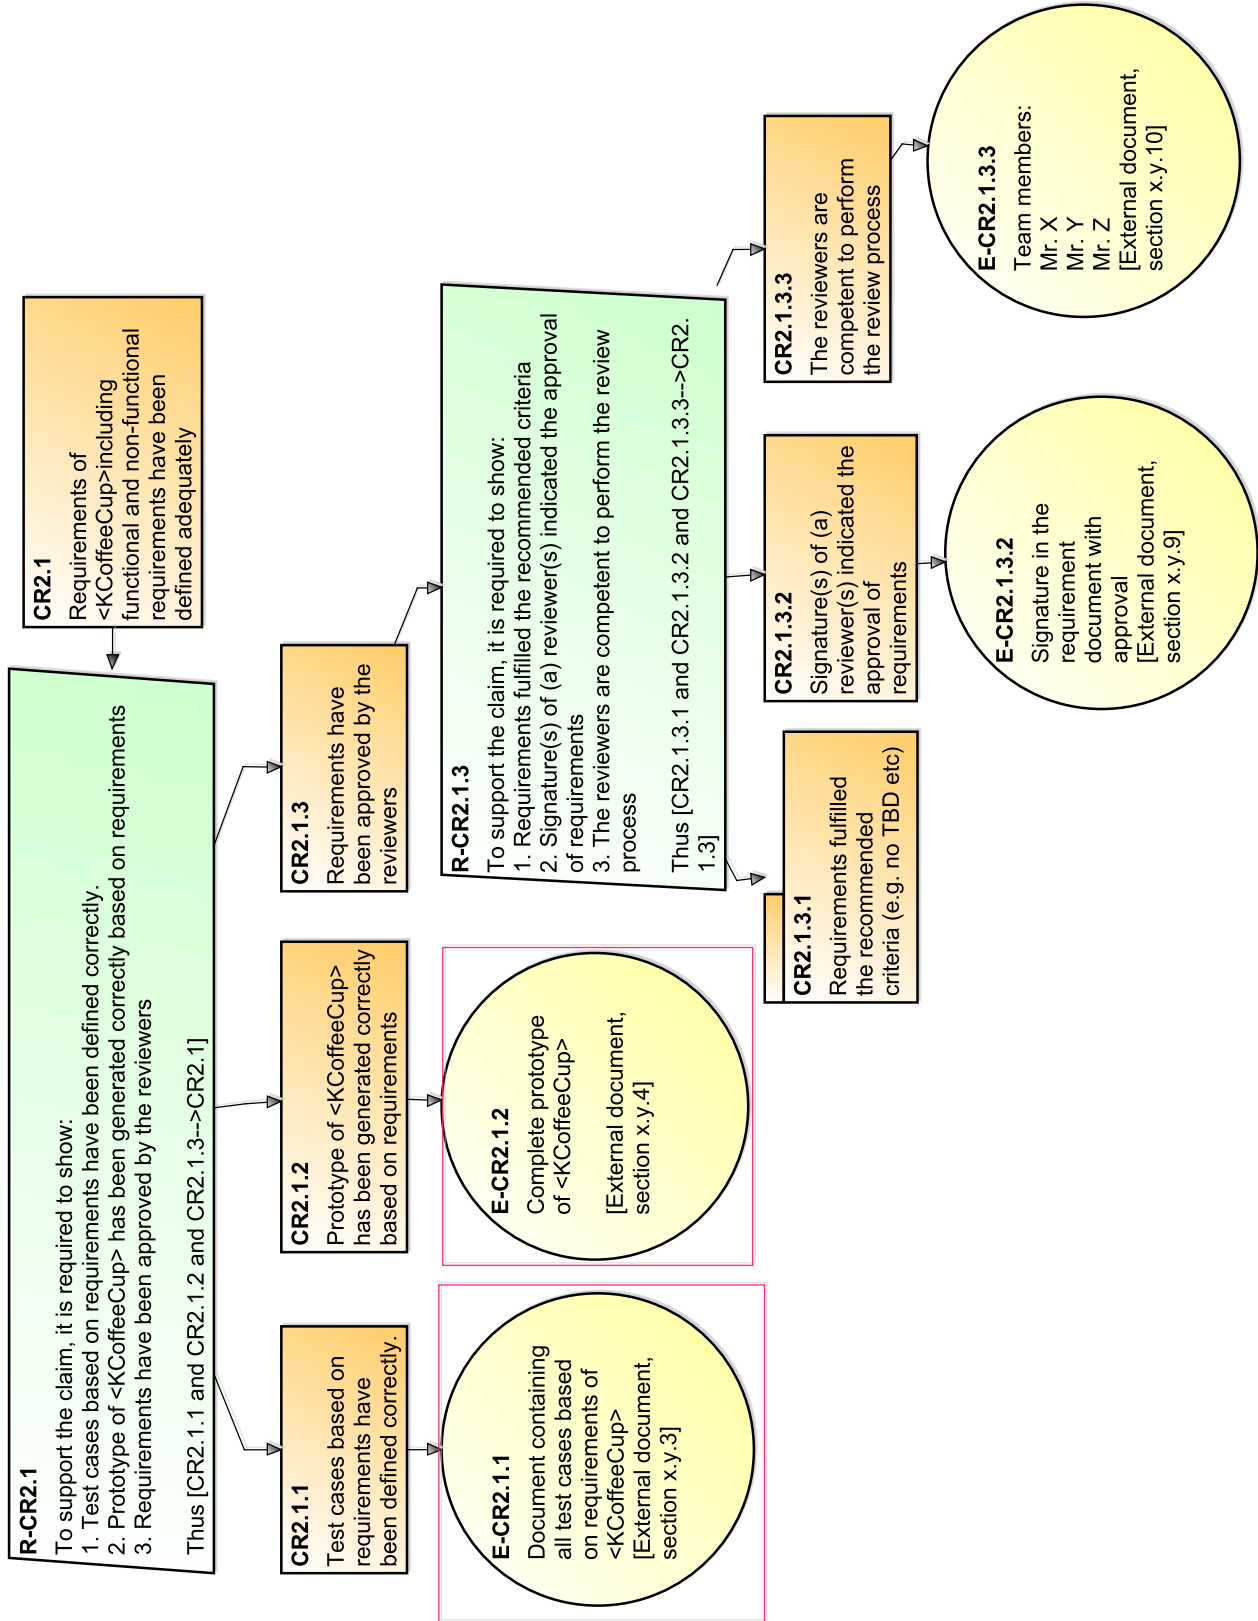 CR2.1
Requirements of
<KCoffeeCup>including
functional and non-functional
requirements have been
defined adequately
R-CR2.1
To support the claim, it is required to show:
1. Test cases based on requirements have been defined correctly.
2. Prototype of <KCoffeeCup> has been generated correctly based on requirements
3. Requirements have been approved by the reviewers
Thus [CR2.1.1 and CR2.1.2 and CR2.1.3-->CR2.1]
CR2.1.1
Test cases based on
requirements have
been defined correctly.
CR2.1.2
Prototype of <KCoffeeCup>
has been generated correctly
based on requirements
CR2.1.3
Requirements have
been approved by the
reviewers
E-CR2.1.1
Document containing
all test cases based
on requirements of
<KCoffeeCup>
[External document,
section x.y.3]
E-CR2.1.2
Complete prototype
of <KCoffeeCup>
[External document,
section x.y.4]
R-CR2.1.3
To support the claim, it is required to show:
1. Requirements fulfilled the recommended criteria
2. Signature(s) of (a) reviewer(s) indicated the approval
of requirements
3. The reviewers are competent to perform the review
process
Thus [CR2.1.3.1 and CR2.1.3.2 and CR2.1.3.3-->CR2.
1.3]
CR2.1.3.1
Requirements fulfilled
the recommended
criteria (e.g. no TBD etc)
CR2.1.3.2
Signature(s) of (a)
reviewer(s) indicated the
approval of
requirements
CR2.1.3.3
The reviewers are
competent to perform
the review process
E-CR2.1.3.2
Signature in the
requirement
document with
approval
[External document,
section x.y.9]
E-CR2.1.3.3
Team members:
Mr. X
Mr. Y
Mr. Z
[External document,
section x.y.10]